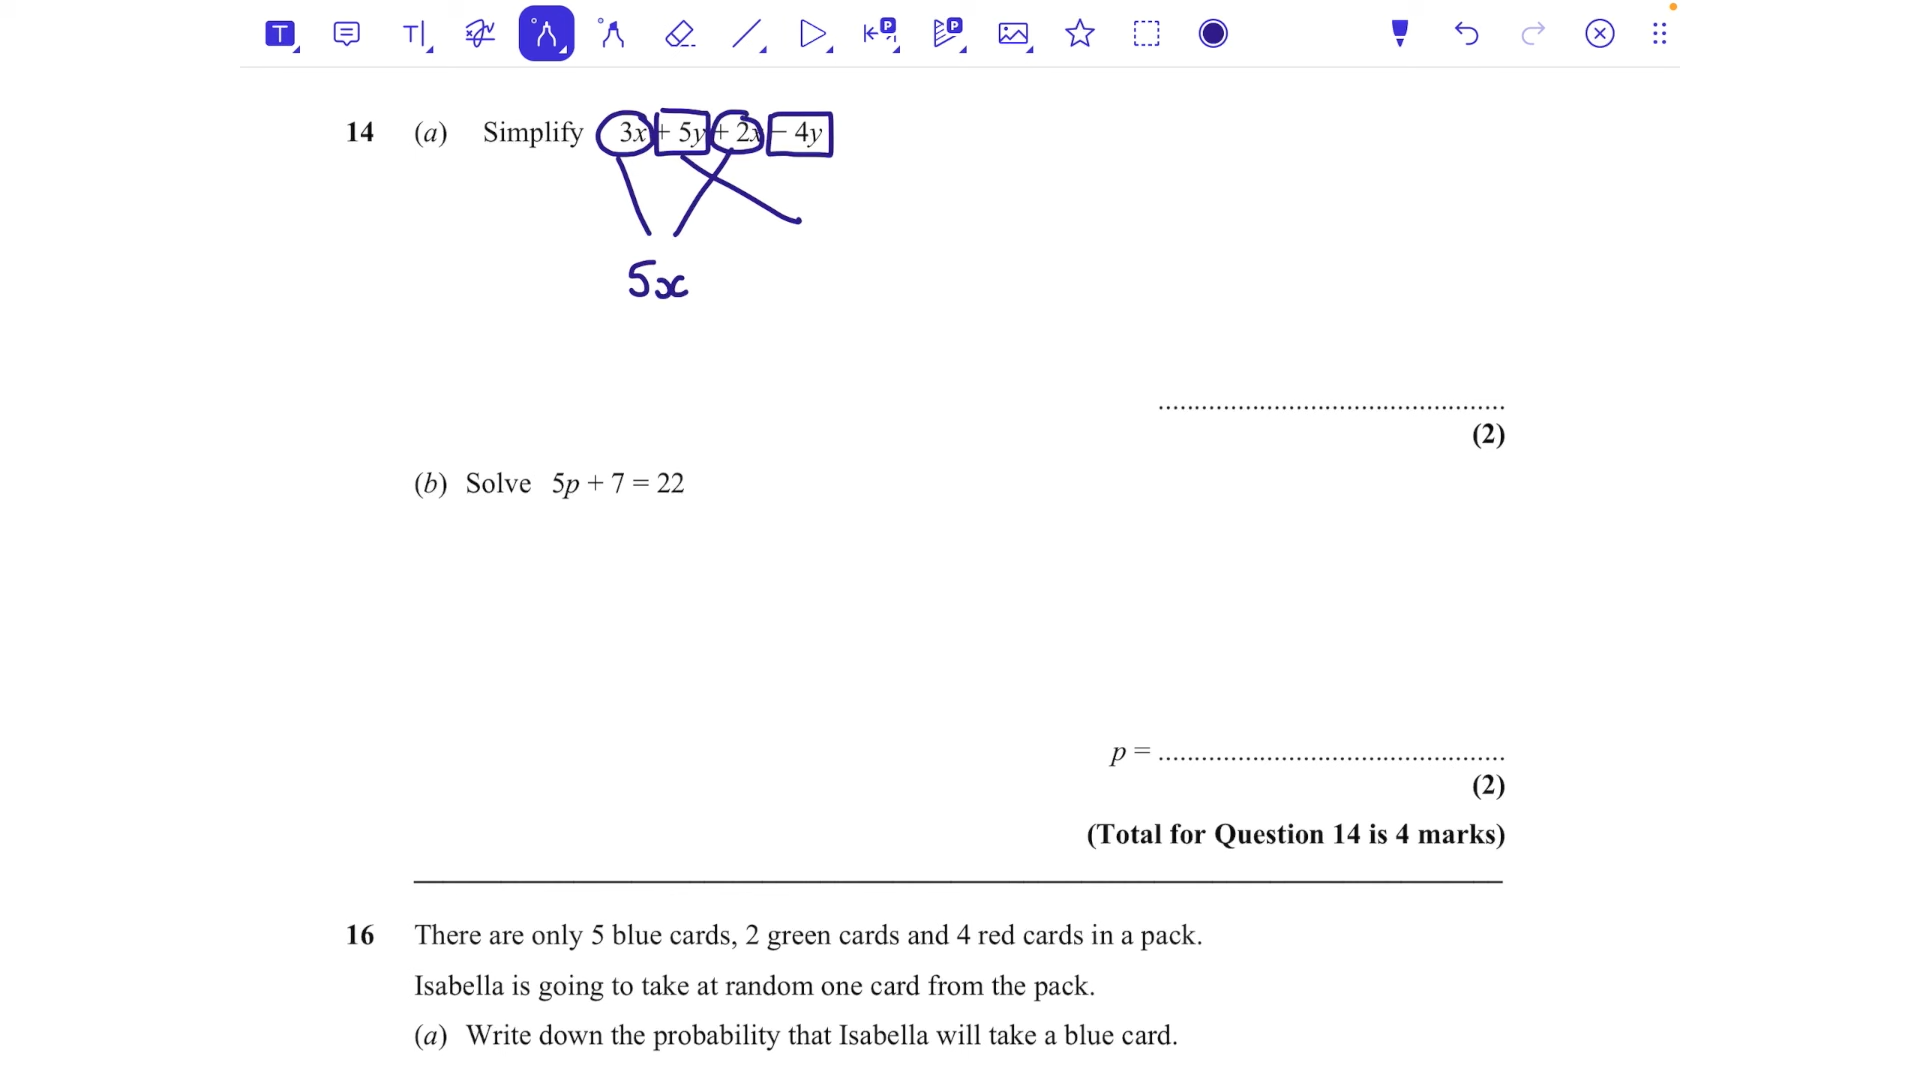 14 (a) Simplify 3x + 5y + 2x − 4y
5x
..................................................
(2)
(b) Solve 5p + 7 = 22
p = ..................................................
(2)
(Total for Question 14 is 4 marks)
16 There are only 5 blue cards, 2 green cards and 4 red cards in a pack.
Isabella is going to take at random one card from the pack.
(a) Write down the probability that Isabella will take a blue card.